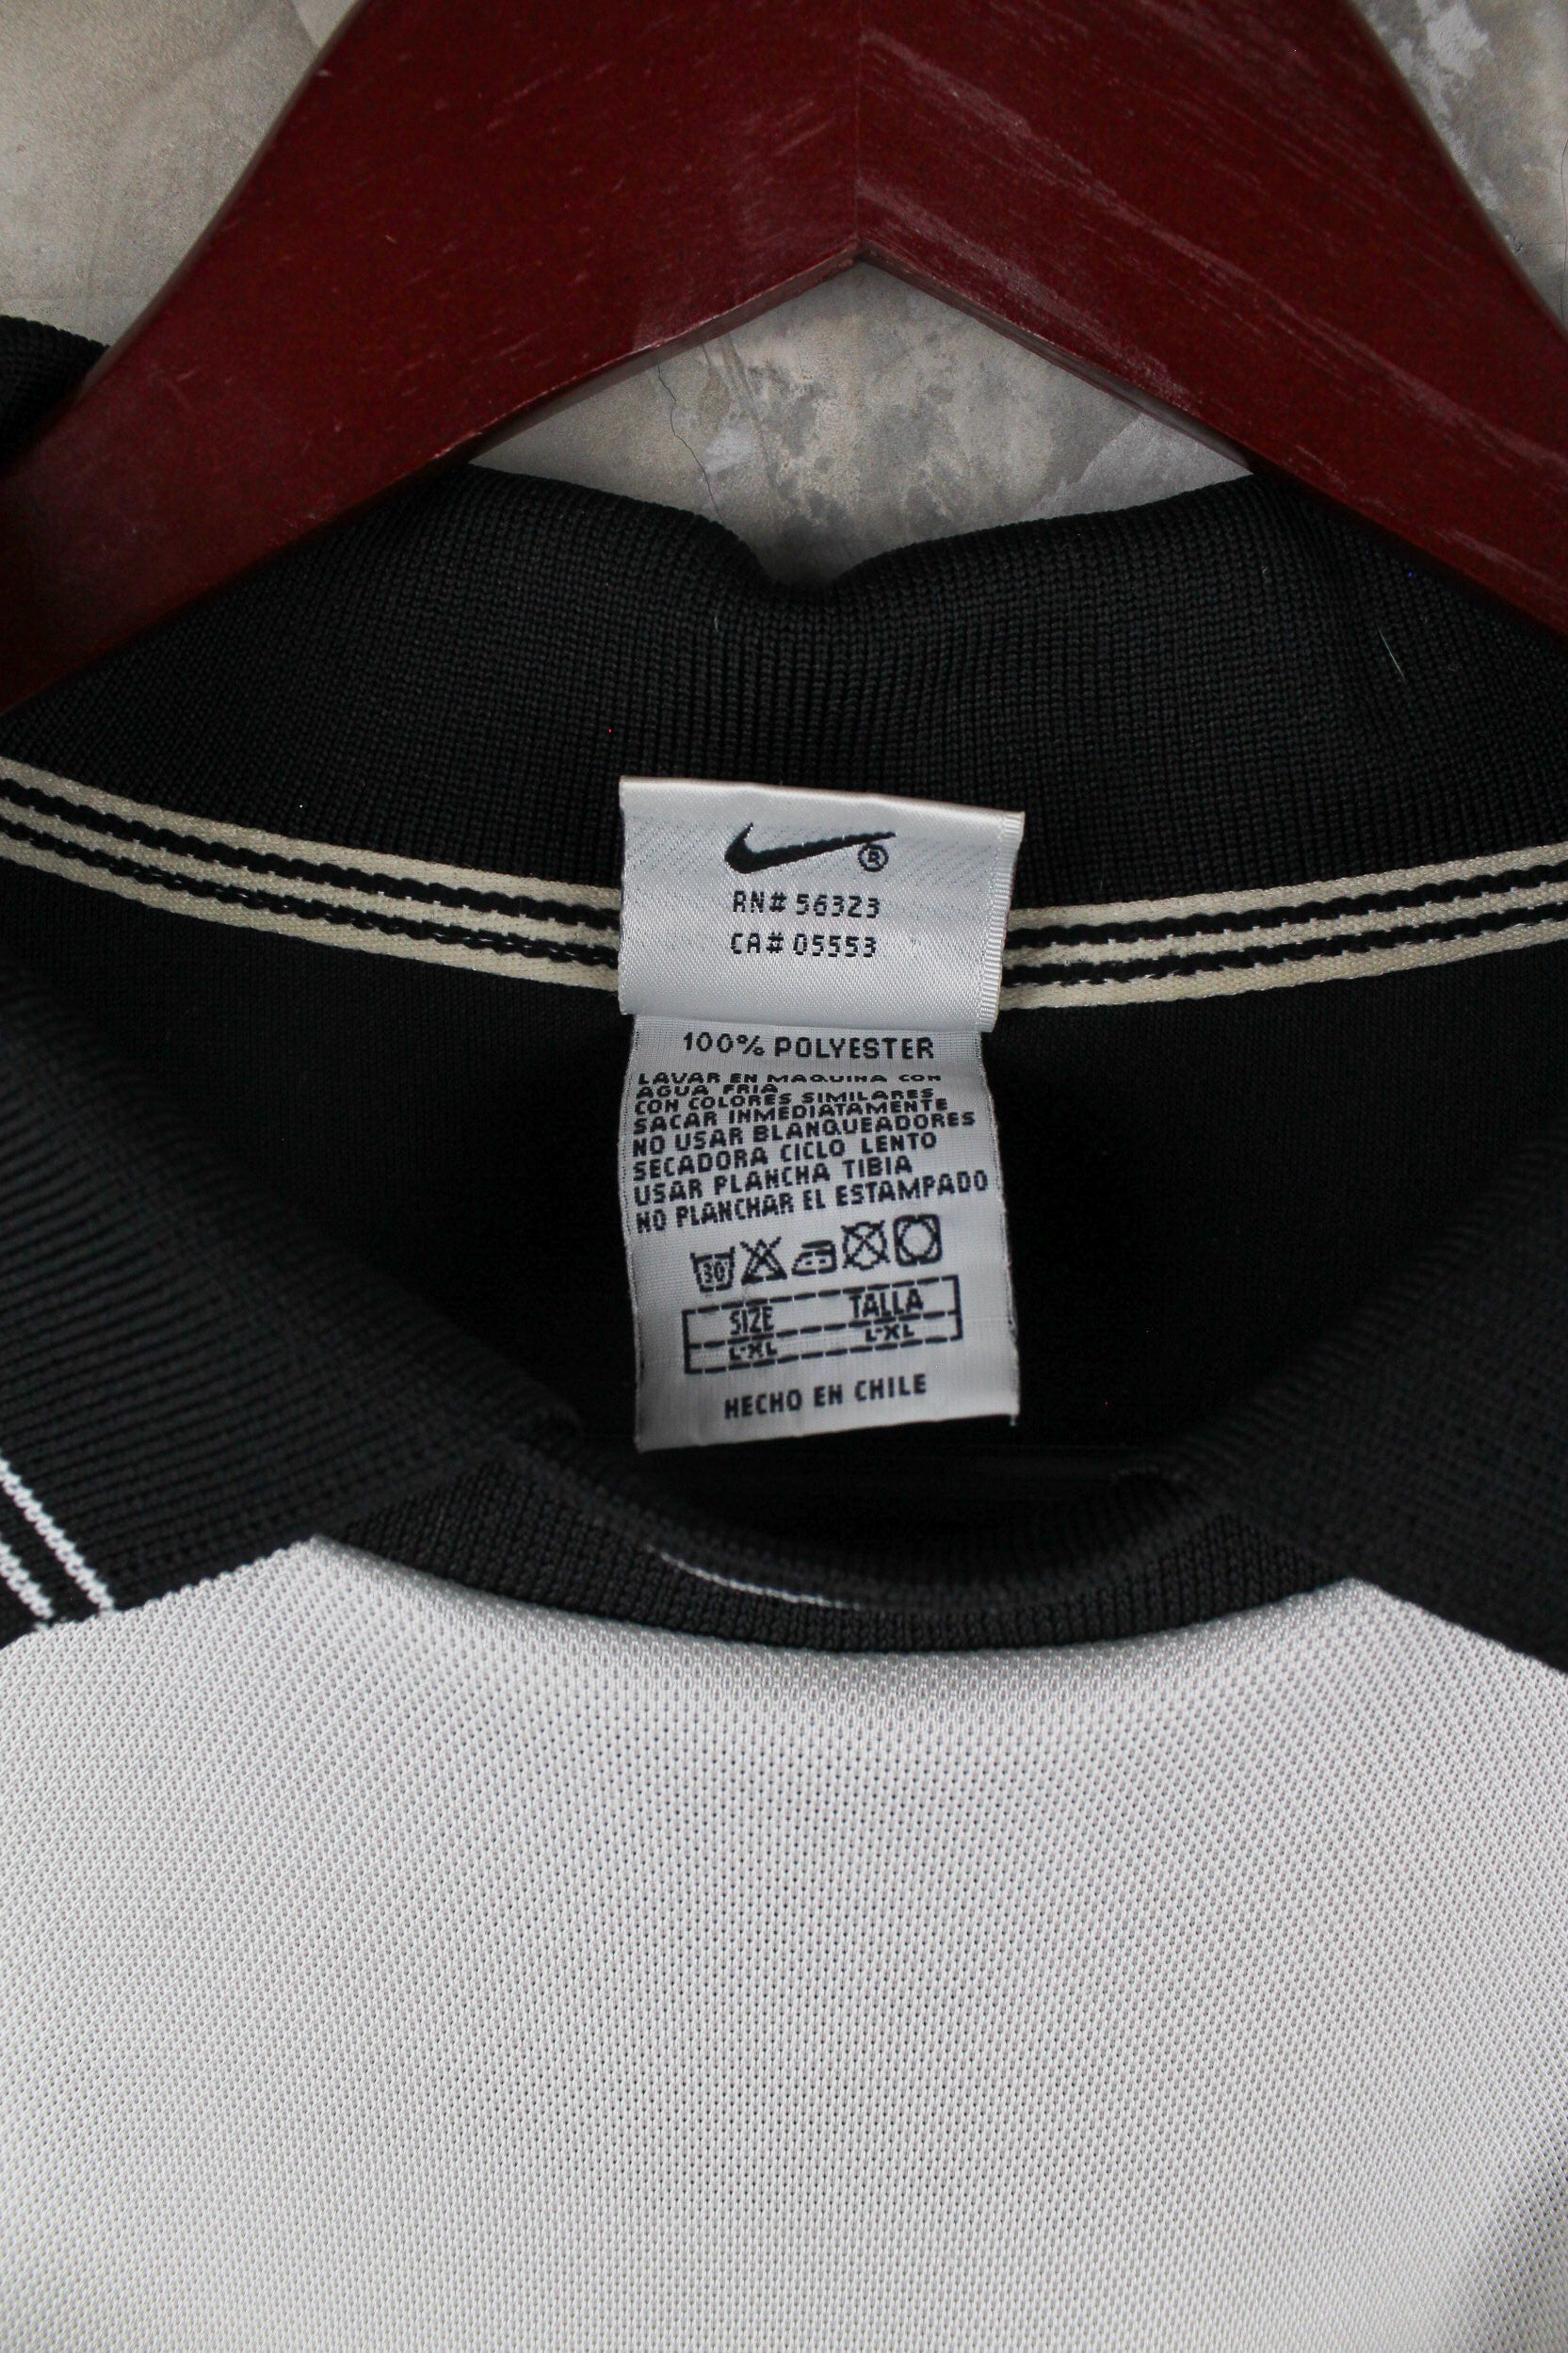 ®
RN# 56323
CA# 05553
100% POLYESTER
LAVAR EN MAQUINA CON
AGUA FRIA
CON COLORES SIMILARES
SACAR INMEDIATAMENTE
NO USAR BLANQUEADORES
SECADORA CICLO LENTO
USAR PLANCHA TIBIA
NO PLANCHAR EL ESTAMPADO
30°
SIZE TALLA
L-XL L-XL
HECHO EN CHILE